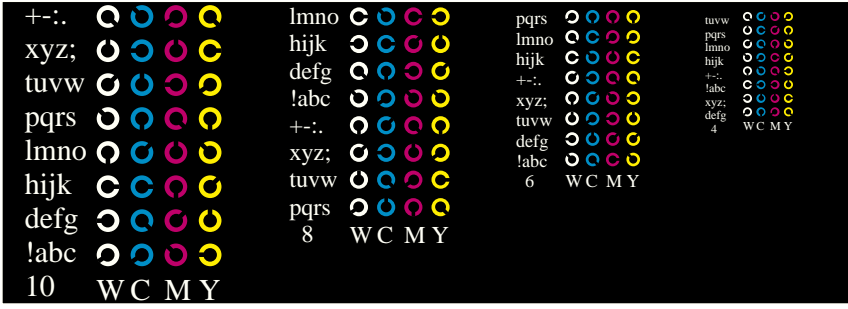 +-:.
xyz;
tuvw
pqrs
lmno
hijk
defg
!abc
10 W C M Y
lmno
hijk
defg
!abc
+-:.
xyz;
tuvw
pqrs
8 W C M Y
pqrs
lmno
hijk
+-:.
xyz;
tuvw
defg
!abc
6 W C M Y
tuvw
pqrs
lmno
hijk
+-:.
!abc
xyz;
defg
4 W C M Y